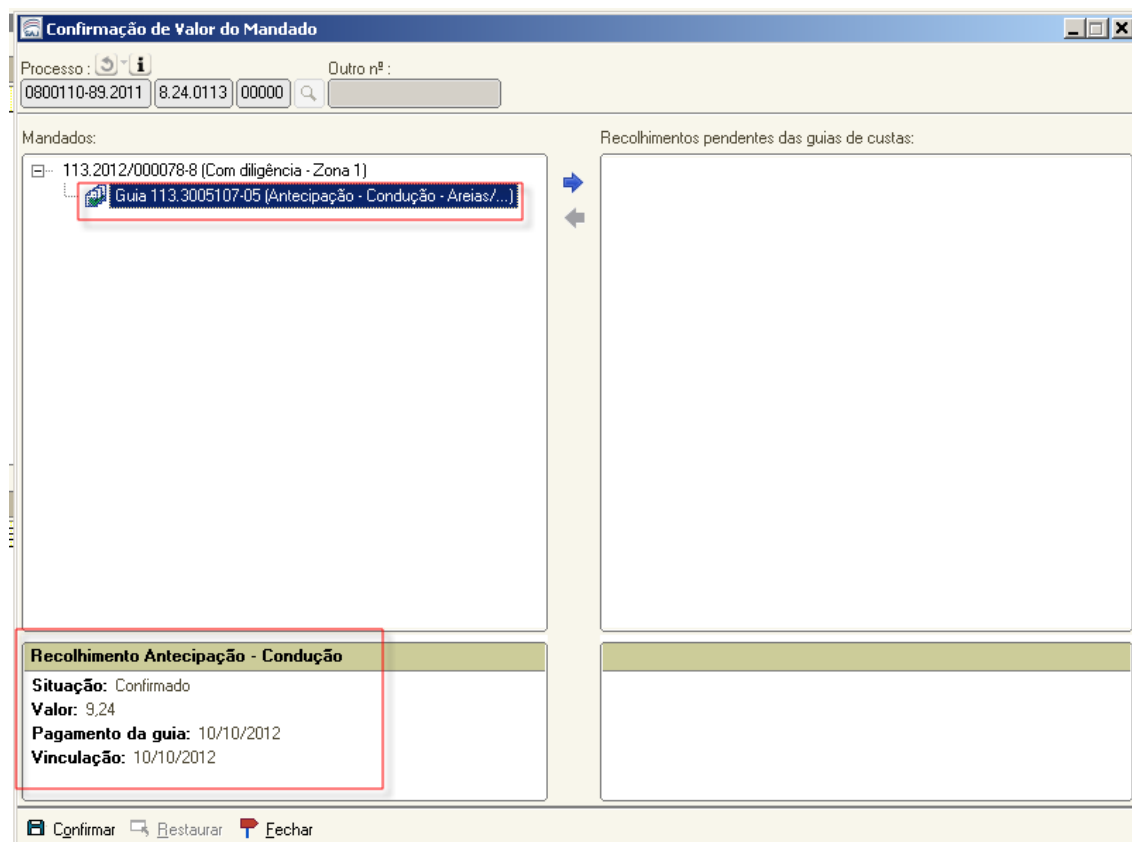 Confirmação de Valor do Mandado
Processo : Outro nº :
0800110-89.2011 8.24.0113 00000
Mandados: Recolhimentos pendentes das guias de custas:
113.2012/000078-8 (Com diligência - Zona 1)
Guia 113.3005107-05 (Antecipação - Condução - Areias/...)
Recolhimento Antecipação - Condução
Situação: Confirmado
Valor: 9,24
Pagamento da guia: 10/10/2012
Vinculação: 10/10/2012
Confirmar Restaurar Fechar